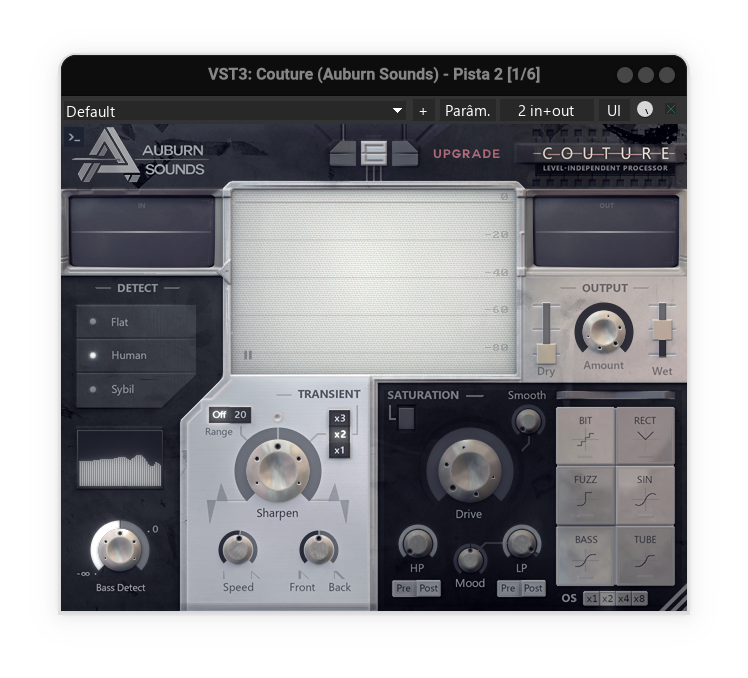 VST3: Couture (Auburn Sounds) - Pista 2 [1/6]
Default
+
Parâm.
2 in+out
UI
>_
AUBURN
SOUNDS
UPGRADE
COUTURE
LEVEL-INDEPENDENT PROCESSOR
IN
0
-20
-40
-60
-80
OUT
DETECT
Flat
Human
Sybil
OUTPUT
Dry
Amount
Wet
TRANSIENT
Off 20
Range
x3
x2
x1
Sharpen
Speed
Front Back
.0
-∞ .
Bass Detect
SATURATION
Smooth
Drive
HP
Mood
LP
Pre Post
Pre Post
BIT
RECT
FUZZ
SIN
BASS
TUBE
OS x1 x2 x4 x8